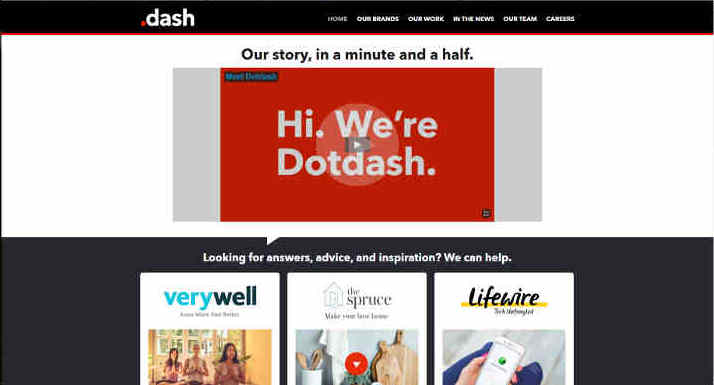 .dash
HOME OUR BRANDS OUR WORK IN THE NEWS OUR TEAM CAREERS
Our story, in a minute and a half.
Meet Dotdash
Hi. We're
Dotdash.
Looking for answers, advice, and inspiration? We can help.
verywell
Know More. Feel Better.
the
spruce
Make your best home
Lifewire
Tech Untangled